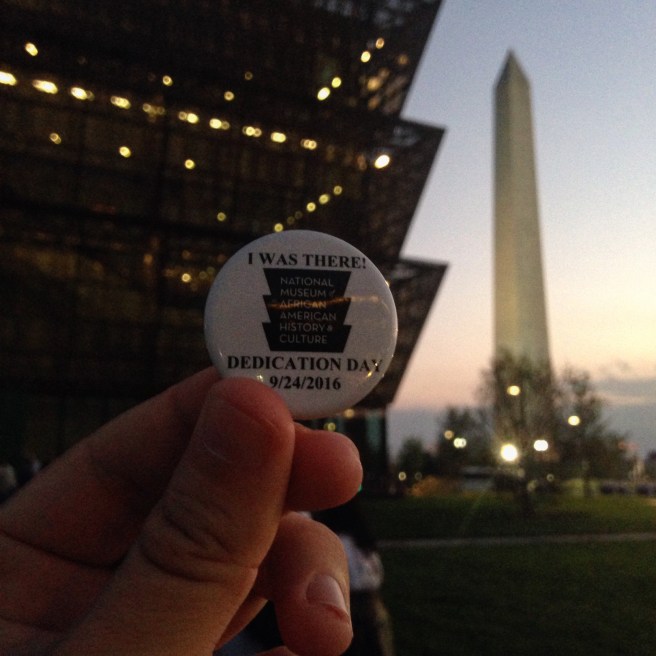 I WAS THERE!
NATIONAL
MUSEUM of
AFRICAN
AMERICAN
HISTORY &
CULTURE
DEDICATION DAY
9/24/2016